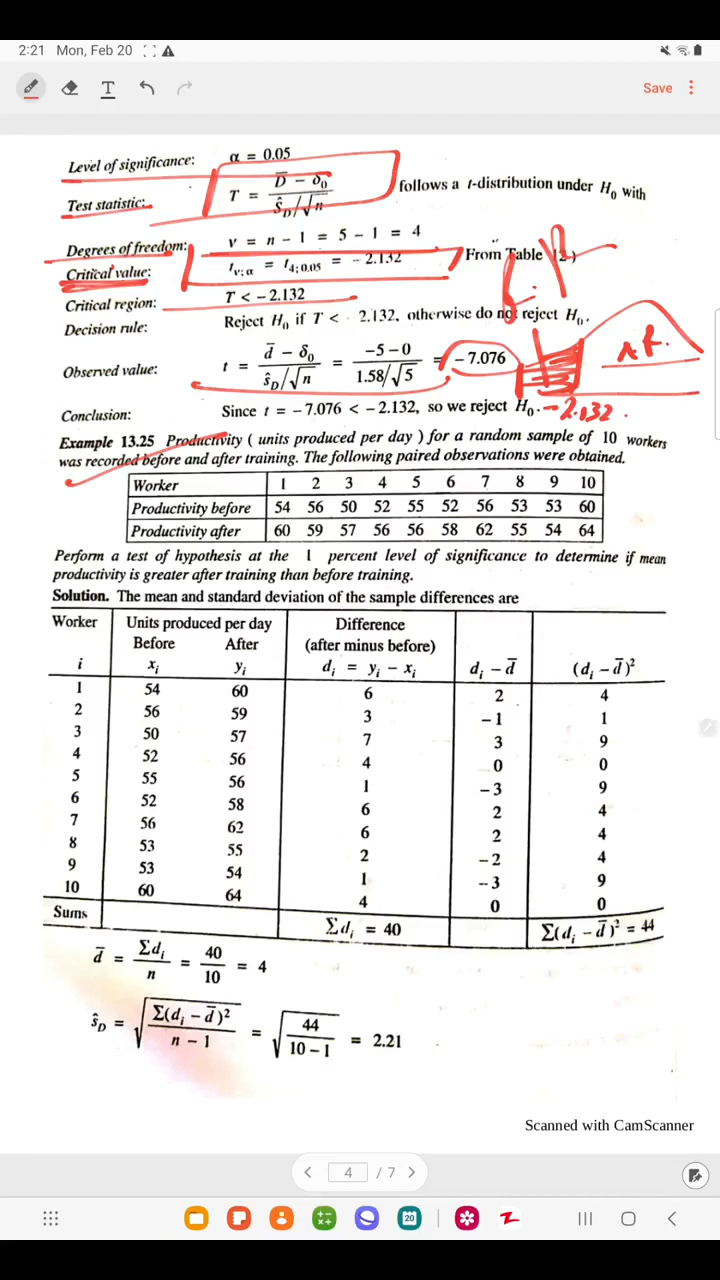 2:21 Mon, Feb 20
Save
Level of significance: α = 0.05
Test statistic: T = (D̄ − δ₀) / (ŝ_D/√n) follows a t-distribution under H₀ with
Degrees of freedom: ν = n − 1 = 5 − 1 = 4
Critical value: t_ν;α = t_4;0.05 = − 2.132 From Table
Critical region: T < − 2.132
Decision rule: Reject H₀ if T < - 2.132, otherwise do not reject H₀.
Observed value: t = (d̄ − δ₀) / (ŝ_D/√n) = (−5 − 0) / (1.58/√5) = − 7.076
A.R.
Conclusion: Since t = − 7.076 < − 2.132, so we reject H₀. −2.132
Example 13.25 Productivity ( units produced per day ) for a random sample of 10 workers
was recorded before and after training. The following paired observations were obtained.
Worker 1 2 3 4 5 6 7 8 9 10
Productivity before 54 56 50 52 55 52 56 53 53 60
Productivity after 60 59 57 56 56 58 62 55 54 64
Perform a test of hypothesis at the 1 percent level of significance to determine if mean
productivity is greater after training than before training.
Solution. The mean and standard deviation of the sample differences are
Worker Units produced per day Difference
Before After (after minus before)
i xᵢ yᵢ dᵢ = yᵢ − xᵢ dᵢ − d̄ (dᵢ − d̄)²
1 54 60 6 2 4
2 56 59 3 −1 1
3 50 57 7 3 9
4 52 56 4 0 0
5 55 56 1 −3 9
6 52 58 6 2 4
7 56 62 6 2 4
8 53 55 2 −2 4
9 53 54 1 −3 9
10 60 64 4 0 0
Sums Σdᵢ = 40 Σ(dᵢ − d̄)² = 44
d̄ = Σdᵢ / n = 40 / 10 = 4
ŝ_D = √(Σ(dᵢ − d̄)² / (n − 1)) = √(44 / (10 − 1)) = 2.21
Scanned with CamScanner
4 / 7
20